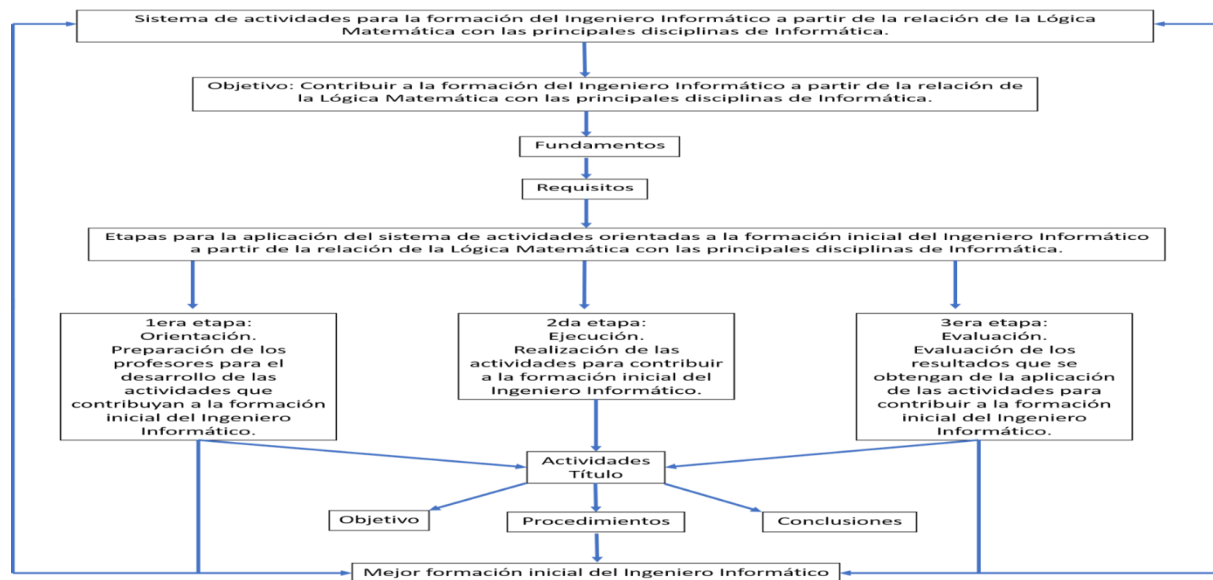 Sistema de actividades para la formación del Ingeniero Informático a partir de la relación de la Lógica
Matemática con las principales disciplinas de Informática.
Objetivo: Contribuir a la formación del Ingeniero Informático a partir de la relación de
la Lógica Matemática con las principales disciplinas de Informática.
Fundamentos
Requisitos
Etapas para la aplicación del sistema de actividades orientadas a la formación inicial del Ingeniero Informático
a partir de la relación de la Lógica Matemática con las principales disciplinas de Informática.
1era etapa:
Orientación.
Preparación de los
profesores para el
desarrollo de las
actividades que
contribuyan a la formación
inicial del Ingeniero
Informático.
2da etapa:
Ejecución.
Realización de las
actividades para contribuir
a la formación inicial del
Ingeniero Informático.
3era etapa:
Evaluación.
Evaluación de los
resultados que se
obtengan de la aplicación
de las actividades para
contribuir a la formación
inicial del Ingeniero
Informático.
Actividades
Título
Objetivo
Procedimientos
Conclusiones
Mejor formación inicial del Ingeniero Informático